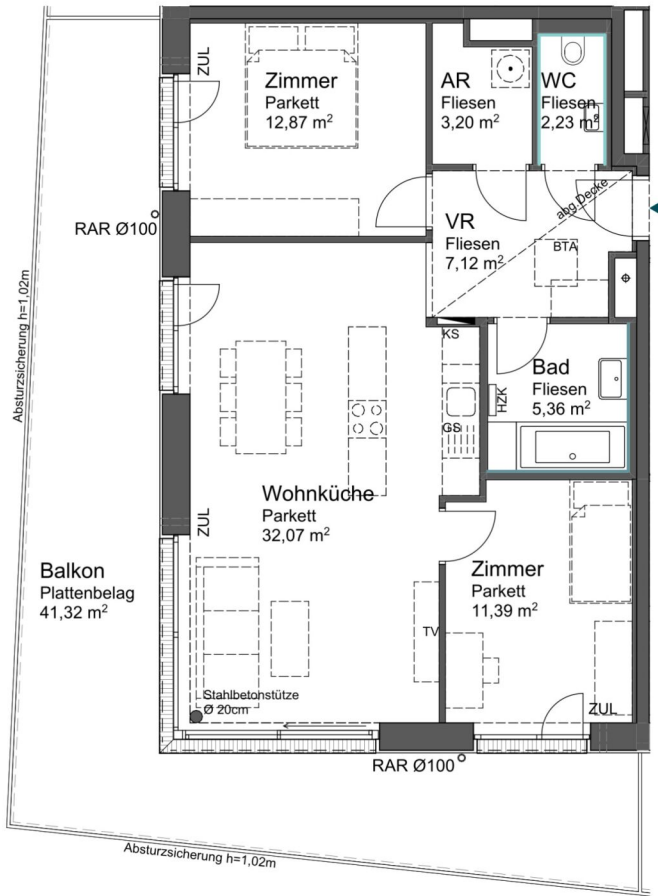 ZUL
Zimmer
Parkett
12,87 m²
AR
Fliesen
3,20 m²
WC
Fliesen
2,23 m²
RAR Ø100
VR
Fliesen
7,12 m²
abg.Decke
BTA
Absturzsicherung h=1,02m
KS
GS
HZK
Bad
Fliesen
5,36 m²
Wohnküche
Parkett
32,07 m²
ZUL
Balkon
Plattenbelag
41,32 m²
Zimmer
Parkett
11,39 m²
TV
Stahlbetonstütze
Ø 20cm
ZUL
RAR Ø100
Absturzsicherung h=1,02m